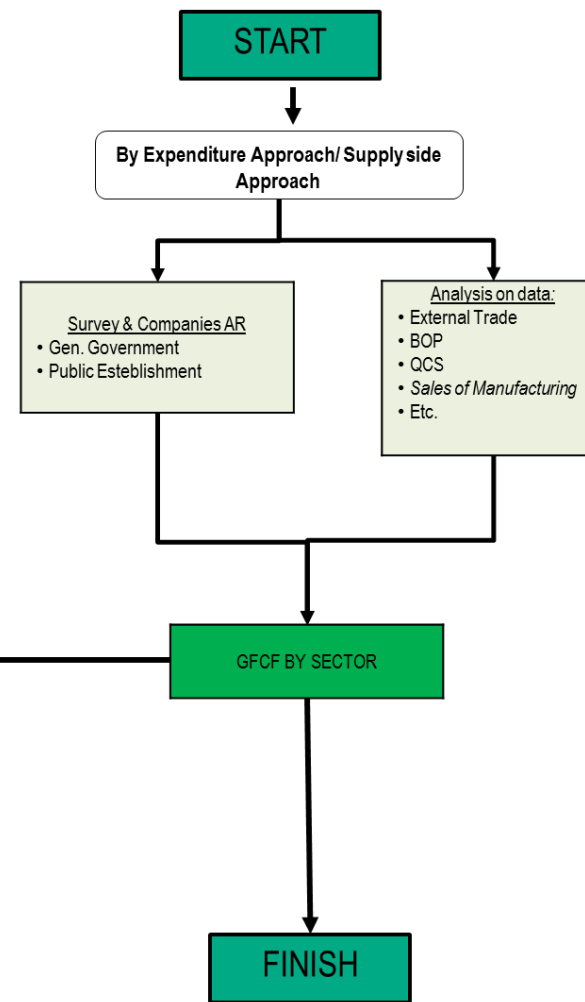 START
By Expenditure Approach/ Supply side
Approach
Survey & Companies AR
• Gen. Government
• Public Esteblishment
Analysis on data:
• External Trade
• BOP
• QCS
• Sales of Manufacturing
• Etc.
GFCF BY SECTOR
FINISH